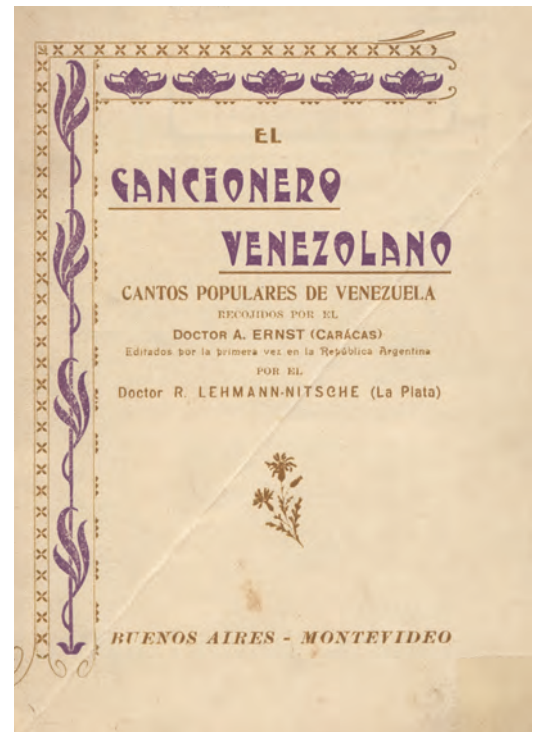 EL
CANCIONERO
VENEZOLANO
CANTOS POPULARES DE VENEZUELA
RECOJIDOS POR EL
DOCTOR A. ERNST (CARÁCAS)
Editados por la primera vez en la República Argentina
POR EL
Doctor R. LEHMANN-NITSCHE (La Plata)
BUENOS AIRES - MONTEVIDEO